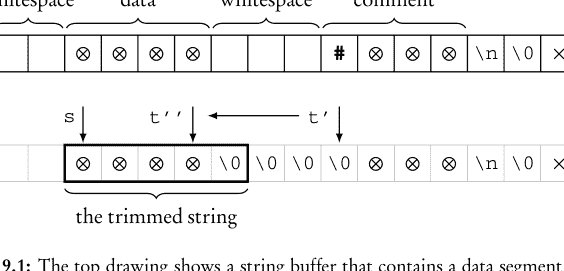 data whitespace comment
⊗ ⊗ ⊗ ⊗ # ⊗ ⊗ ⊗ \n \0 ×
s t'' t'
⊗ ⊗ ⊗ ⊗ \0 \0 \0 \0 ⊗ ⊗ ⊗ \n \0 ×
the trimmed string
9.1: The top drawing shows a string buffer that contains a data segment